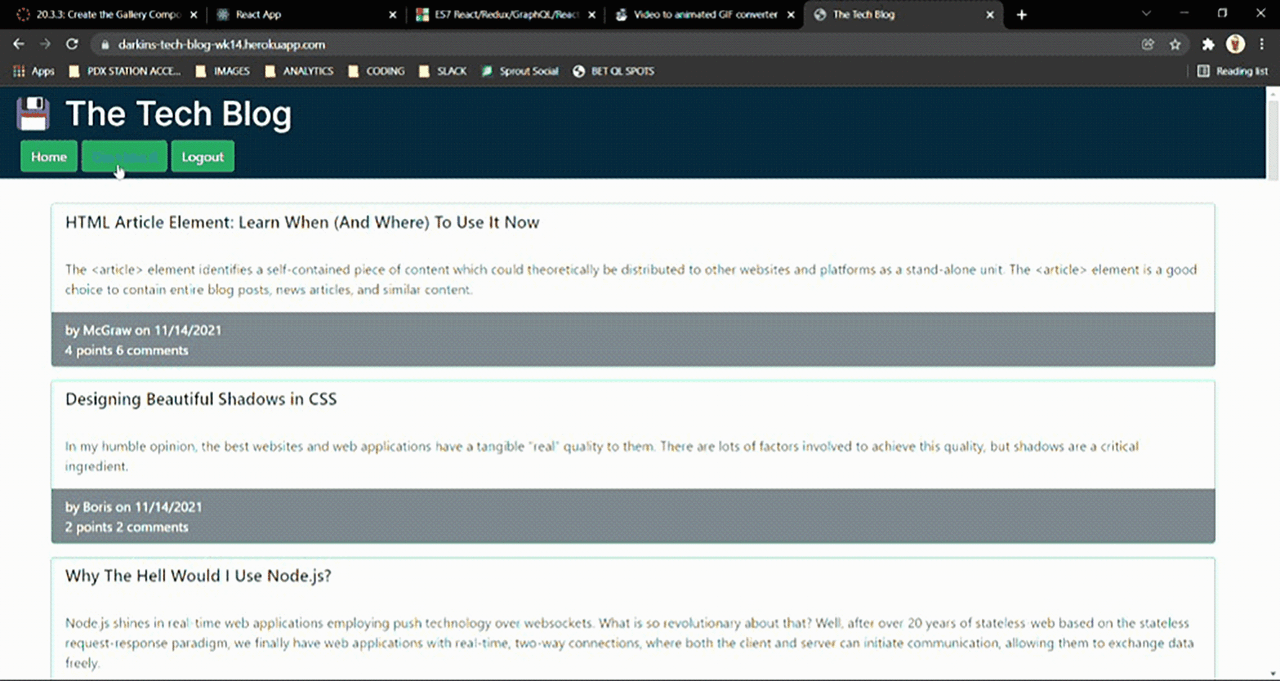 20.3.3: Create the Gallery Compo
React App
ES7 React/Redux/GraphQL/React
Video to animated GIF converter
The Tech Blog
darkins-tech-blog-wk14.herokuapp.com
Apps
PDX STATION ACCE...
IMAGES
ANALYTICS
CODING
SLACK
Sprout Social
BET QL SPOTS
Reading list
The Tech Blog
Home
Logout
HTML Article Element: Learn When (And Where) To Use It Now
The <article> element identifies a self-contained piece of content which could theoretically be distributed to other websites and platforms as a stand-alone unit. The <article> element is a good
choice to contain entire blog posts, news articles, and similar content.
by McGraw on 11/14/2021
4 points 6 comments
Designing Beautiful Shadows in CSS
In my humble opinion, the best websites and web applications have a tangible "real" quality to them. There are lots of factors involved to achieve this quality, but shadows are a critical
ingredient.
by Boris on 11/14/2021
2 points 2 comments
Why The Hell Would I Use Node.js?
Node.js shines in real-time web applications employing push technology over websockets. What is so revolutionary about that? Well, after over 20 years of stateless-web based on the stateless
request-response paradigm, we finally have web applications with real-time, two-way connections, where both the client and server can initiate communication, allowing them to exchange data
freely.